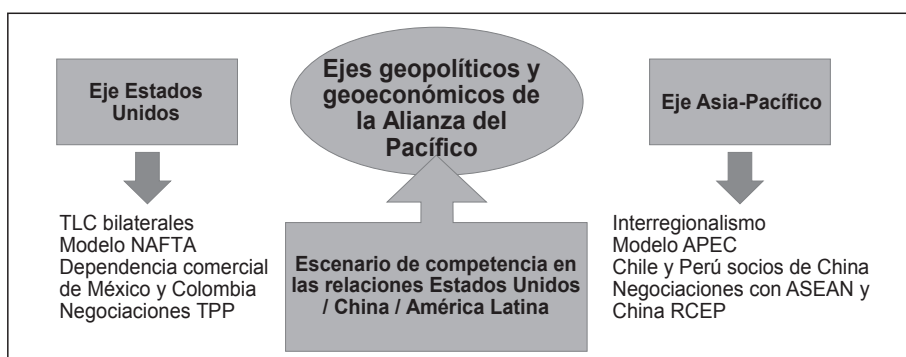 Eje Estados
Unidos
TLC bilaterales
Modelo NAFTA
Dependencia comercial
de México y Colombia
Negociaciones TPP
Ejes geopolíticos y
geoeconómicos de
la Alianza del
Pacífico
Escenario de competencia en
las relaciones Estados Unidos
/ China / América Latina
Eje Asia-Pacífico
Interregionalismo
Modelo APEC
Chile y Perú socios de China
Negociaciones con ASEAN y
China RCEP